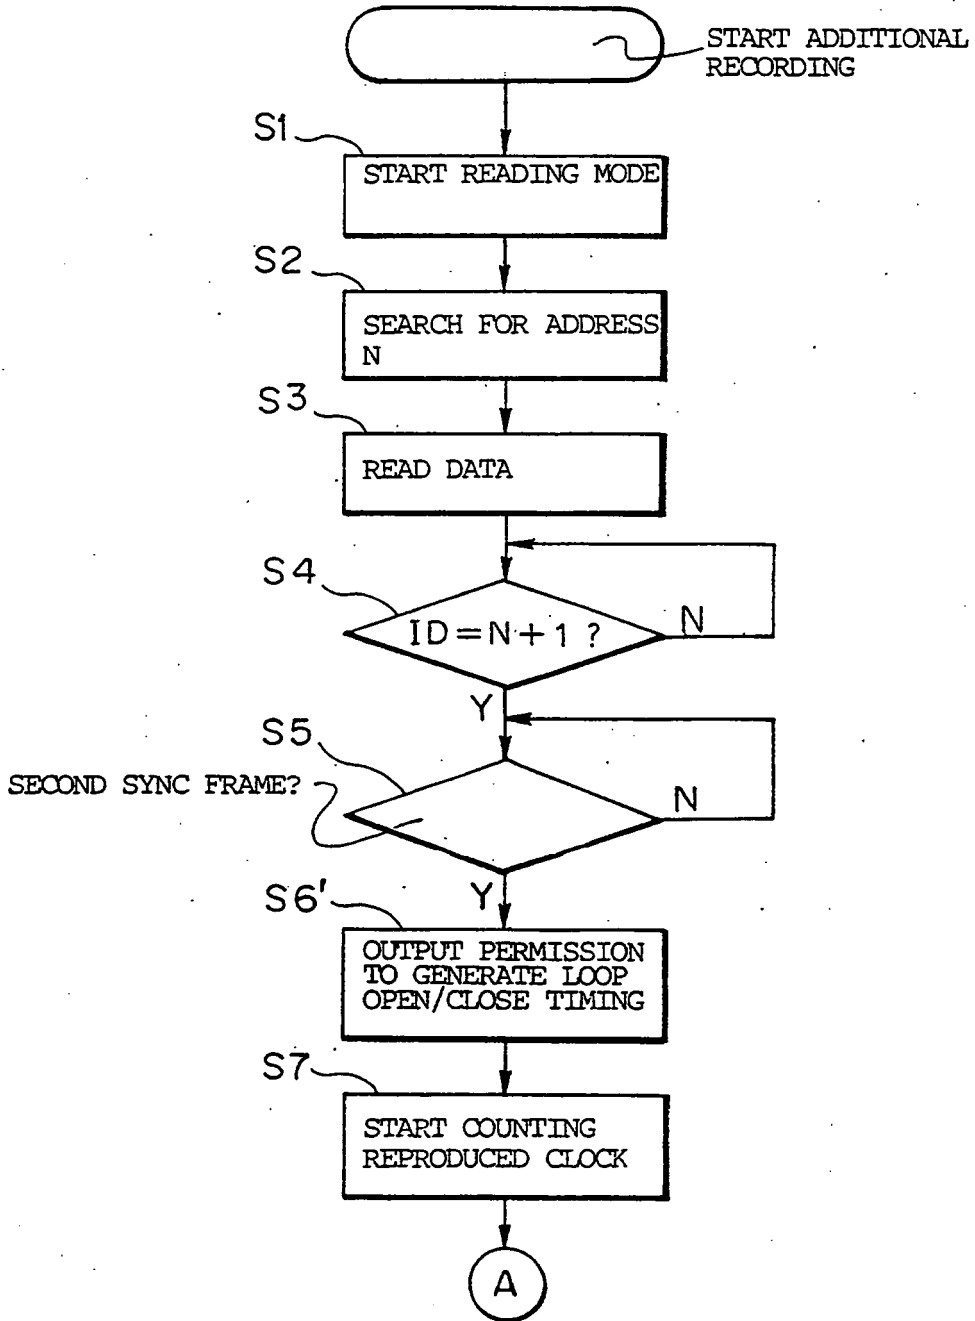 START ADDITIONAL
RECORDING
S1
START READING MODE
S2
SEARCH FOR ADDRESS
N
S3
READ DATA
S4
ID=N+1 ?
N
Y
S5
SECOND SYNC FRAME?
N
Y
S6'
OUTPUT PERMISSION
TO GENERATE LOOP
OPEN/CLOSE TIMING
S7
START COUNTING
REPRODUCED CLOCK
A